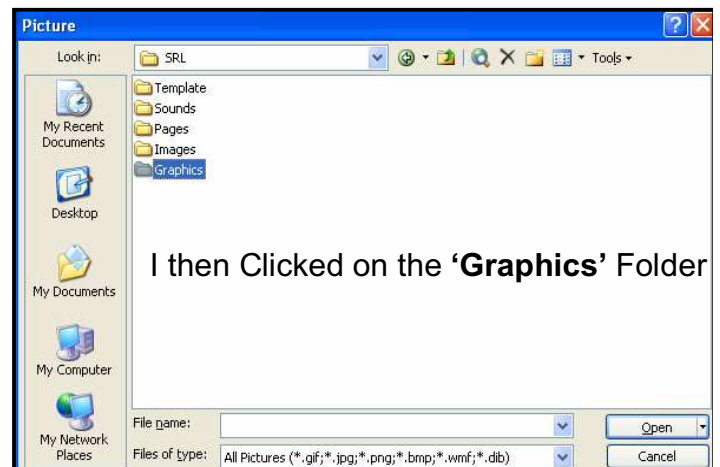 Picture
Look in:
SRL
Tools
Template
Sounds
Pages
Images
Graphics
My Recent
Documents
Desktop
My Documents
My Computer
My Network
Places
I then Clicked on the ‘Graphics’ Folder
File name:
Open
Files of type:
All Pictures (*.gif;*.jpg;*.png;*.bmp;*.wmf;*.dib)
Cancel